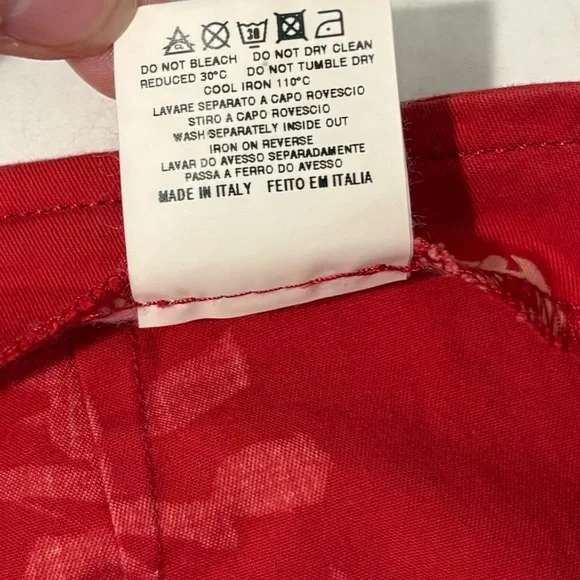 CL 30
DO NOT BLEACH DO NOT DRY CLEAN
REDUCED 30°C DO NOT TUMBLE DRY
COOL IRON 110°C
LAVARE SEPARATO A CAPO ROVESCIO
STIRO A CAPO ROVESCIO
WASH SEPARATELY INSIDE OUT
IRON ON REVERSE
LAVAR DO AVESSO SEPARADAMENTE
PASSA A FERRO DO AVESSO
MADE IN ITALY FEITO EM ITALIA